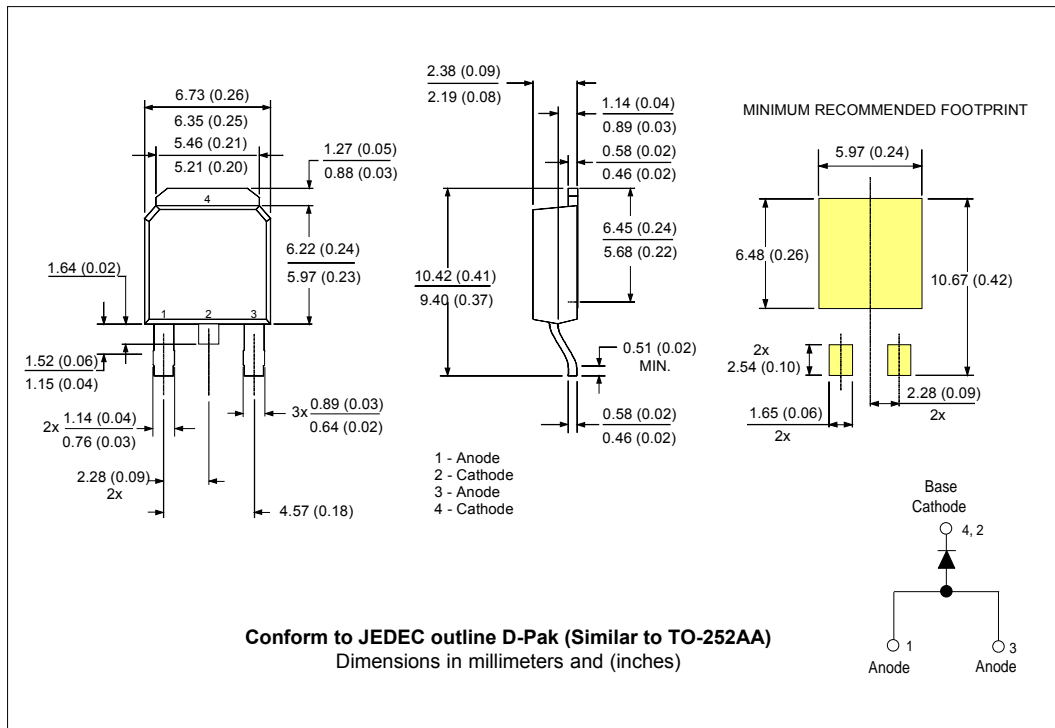 6.73 (0.26)
6.35 (0.25)
5.46 (0.21)
5.21 (0.20)
1.27 (0.05)
0.88 (0.03)
4
6.22 (0.24)
5.97 (0.23)
1.64 (0.02)
1
2
3
1.52 (0.06)
1.15 (0.04)
2x
1.14 (0.04)
0.76 (0.03)
3x
0.89 (0.03)
0.64 (0.02)
2.28 (0.09)
2x
4.57 (0.18)
2.38 (0.09)
2.19 (0.08)
1.14 (0.04)
0.89 (0.03)
0.58 (0.02)
0.46 (0.02)
6.45 (0.24)
5.68 (0.22)
10.42 (0.41)
9.40 (0.37)
0.51 (0.02)
MIN.
0.58 (0.02)
0.46 (0.02)
1 - Anode
2 - Cathode
3 - Anode
4 - Cathode
MINIMUM RECOMMENDED FOOTPRINT
5.97 (0.24)
6.48 (0.26)
10.67 (0.42)
2x
2.54 (0.10)
2.28 (0.09)
2x
1.65 (0.06)
2x
Base
Cathode
4, 2
1
Anode
3
Anode
Conform to JEDEC outline D-Pak (Similar to TO-252AA)
Dimensions in millimeters and (inches)